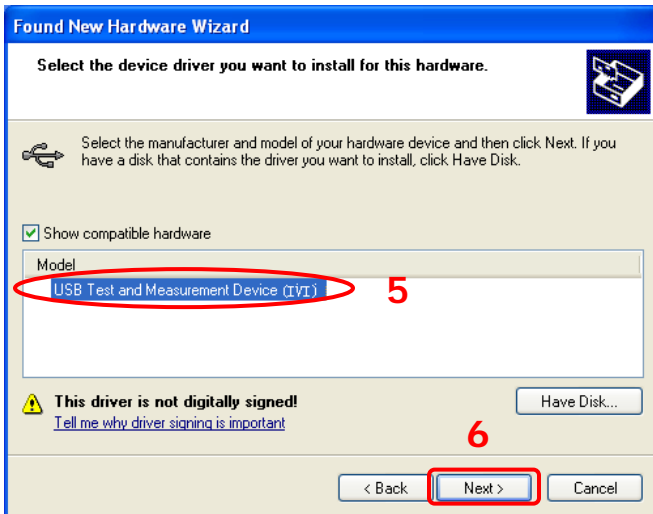 Found New Hardware Wizard
Select the device driver you want to install for this hardware.
Select the manufacturer and model of your hardware device and then click Next. If you
have a disk that contains the driver you want to install, click Have Disk.
Show compatible hardware
Model
USB Test and Measurement Device (IVI)
5
This driver is not digitally signed!
Have Disk...
Tell me why driver signing is important
6
< Back
Next >
Cancel